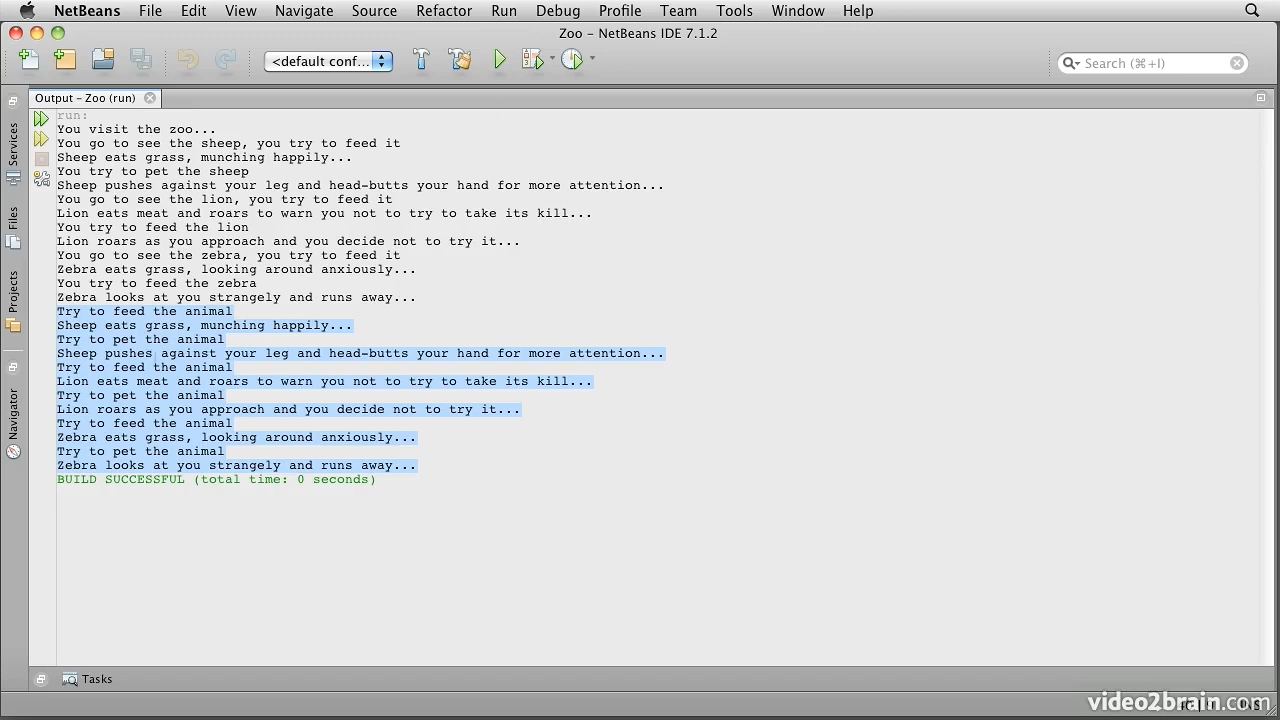 NetBeans File Edit View Navigate Source Refactor Run Debug Profile Team Tools Window Help
Zoo – NetBeans IDE 7.1.2
<default conf... Search (⌘+I)
Output – Zoo (run)
Services
Files
Projects
Navigator
run:
You visit the zoo...
You go to see the sheep, you try to feed it
Sheep eats grass, munching happily...
You try to pet the sheep
Sheep pushes against your leg and head-butts your hand for more attention...
You go to see the lion, you try to feed it
Lion eats meat and roars to warn you not to try to take its kill...
You try to feed the lion
Lion roars as you approach and you decide not to try it...
You go to see the zebra, you try to feed it
Zebra eats grass, looking around anxiously...
You try to feed the zebra
Zebra looks at you strangely and runs away...
Try to feed the animal
Sheep eats grass, munching happily...
Try to pet the animal
Sheep pushes against your leg and head-butts your hand for more attention...
Try to feed the animal
Lion eats meat and roars to warn you not to try to take its kill...
Try to pet the animal
Lion roars as you approach and you decide not to try it...
Try to feed the animal
Zebra eats grass, looking around anxiously...
Try to pet the animal
Zebra looks at you strangely and runs away...
BUILD SUCCESSFUL (total time: 0 seconds)
Tasks
video2brain.com